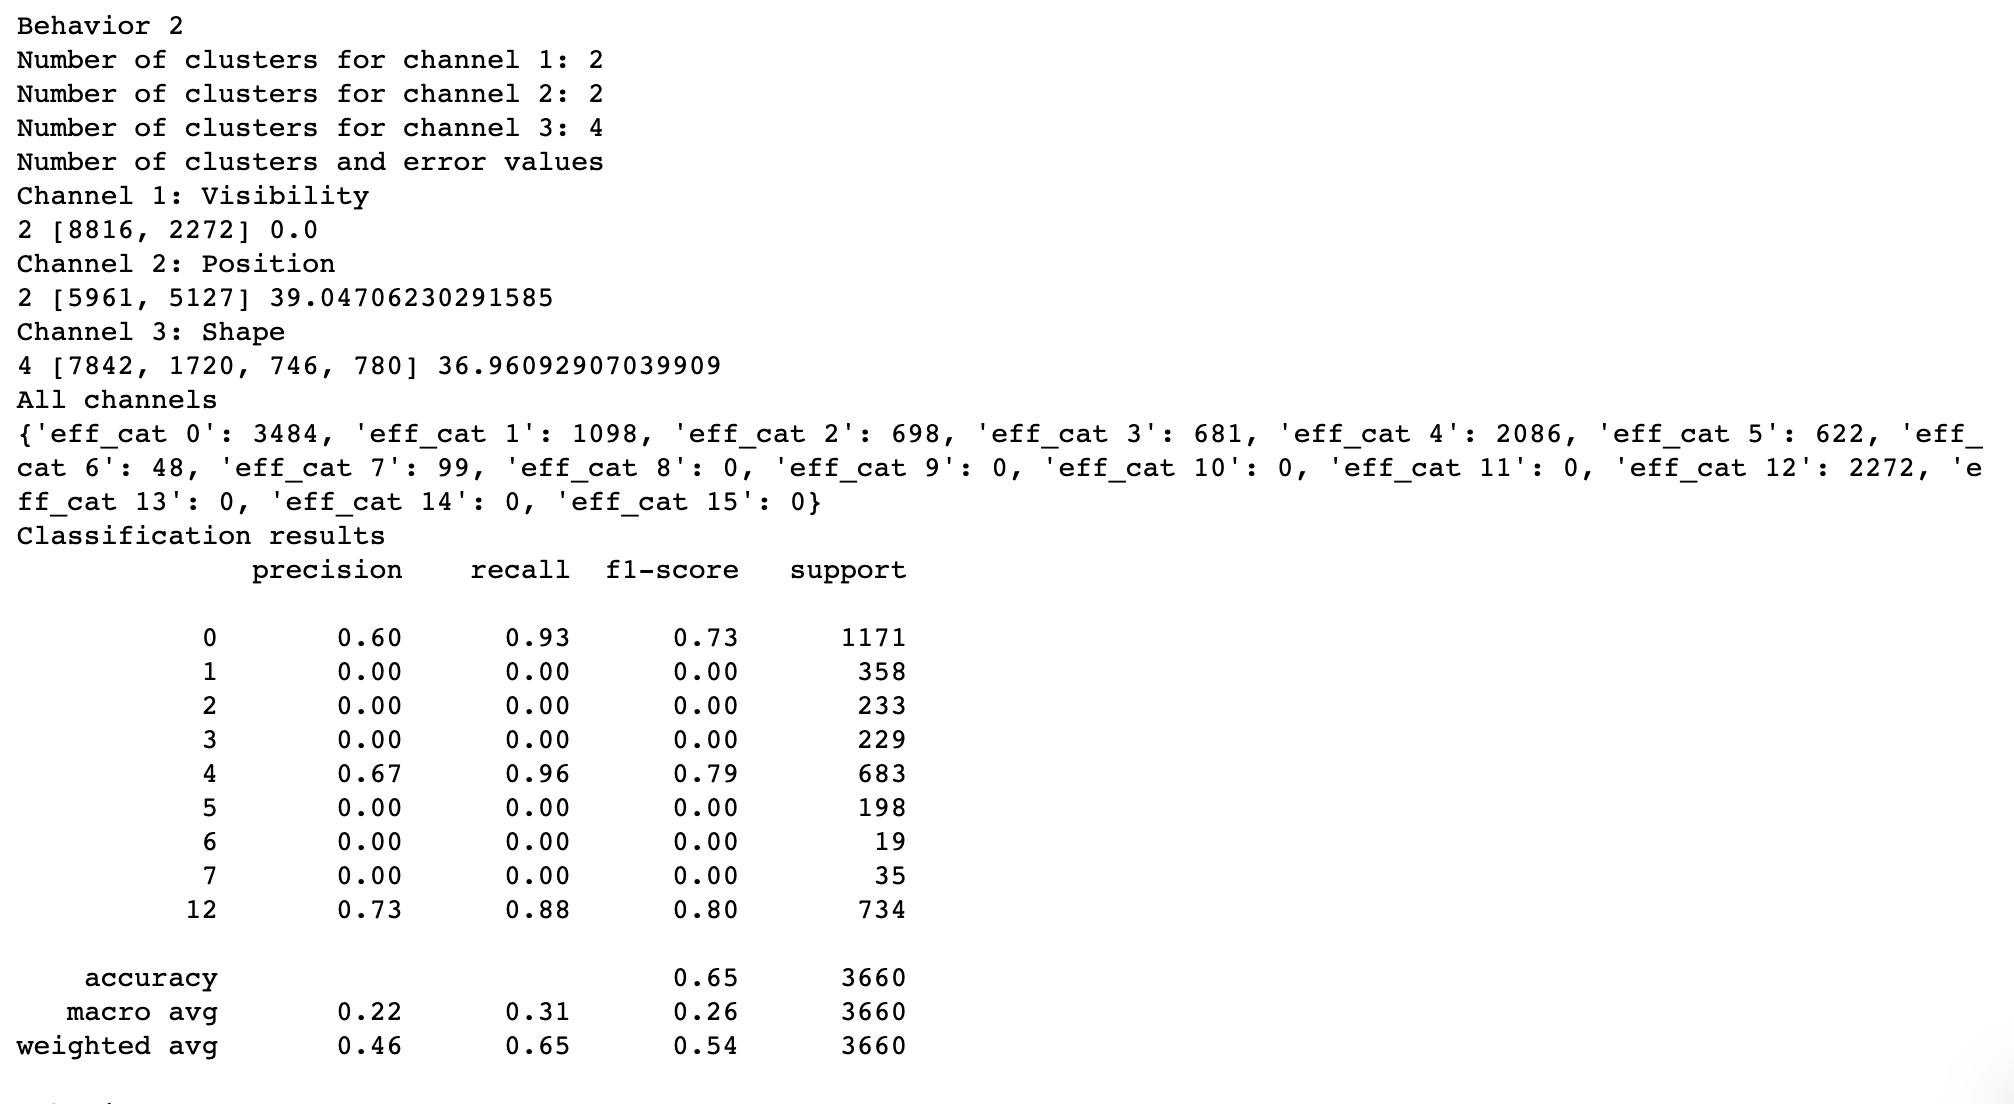 Behavior 2
Number of clusters for channel 1: 2
Number of clusters for channel 2: 2
Number of clusters for channel 3: 4
Number of clusters and error values
Channel 1: Visibility
2 [8816, 2272] 0.0
Channel 2: Position
2 [5961, 5127] 39.04706230291585
Channel 3: Shape
4 [7842, 1720, 746, 780] 36.96092907039909
All channels
{'eff_cat 0': 3484, 'eff_cat 1': 1098, 'eff_cat 2': 698, 'eff_cat 3': 681, 'eff_cat 4': 2086, 'eff_cat 5': 622, 'eff_
cat 6': 48, 'eff_cat 7': 99, 'eff_cat 8': 0, 'eff_cat 9': 0, 'eff_cat 10': 0, 'eff_cat 11': 0, 'eff_cat 12': 2272, 'e
ff_cat 13': 0, 'eff_cat 14': 0, 'eff_cat 15': 0}
Classification results
precision recall f1-score support
0 0.60 0.93 0.73 1171
1 0.00 0.00 0.00 358
2 0.00 0.00 0.00 233
3 0.00 0.00 0.00 229
4 0.67 0.96 0.79 683
5 0.00 0.00 0.00 198
6 0.00 0.00 0.00 19
7 0.00 0.00 0.00 35
12 0.73 0.88 0.80 734
accuracy 0.65 3660
macro avg 0.22 0.31 0.26 3660
weighted avg 0.46 0.65 0.54 3660